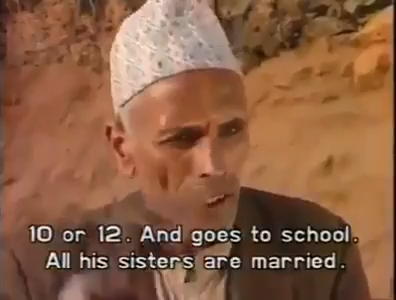 10 or 12. And goes to school.
All his sisters are married.